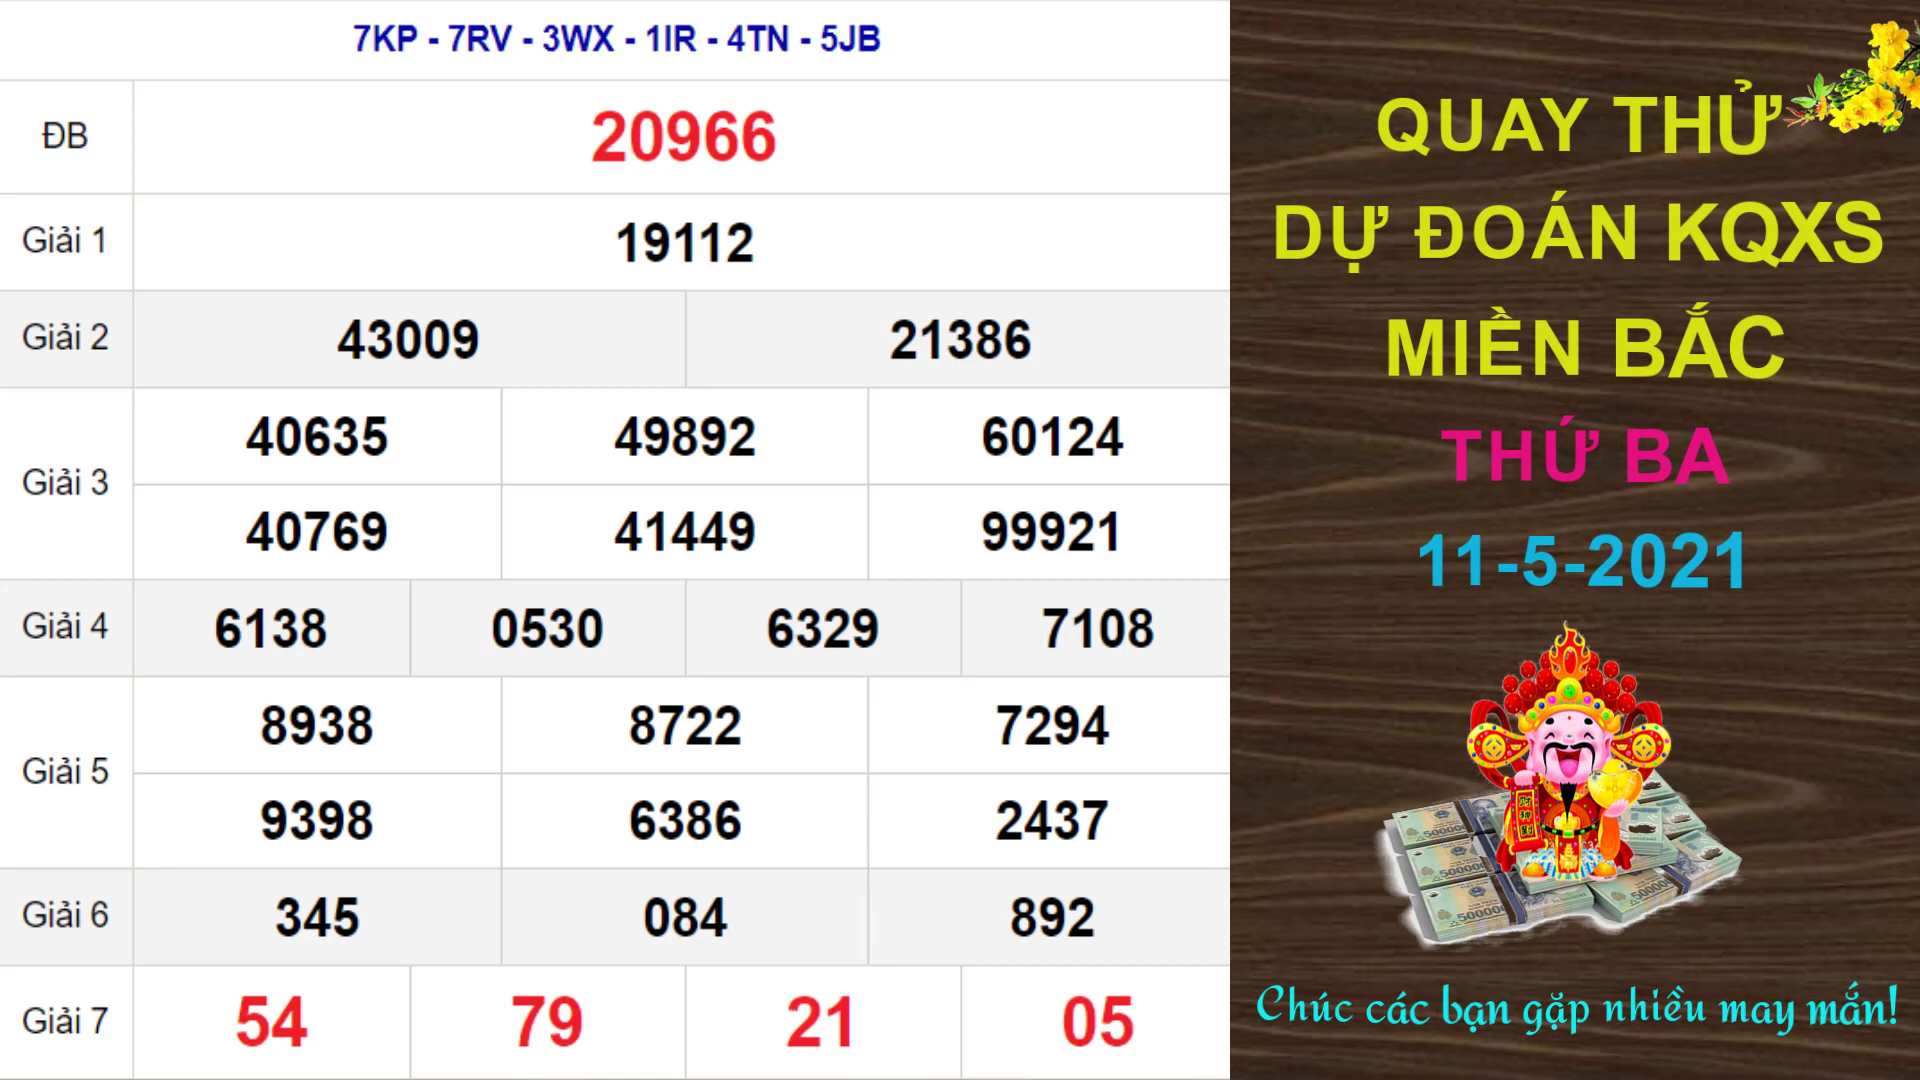 7KP - 7RV - 3WX - 1IR - 4TN - 5JB
ĐB 20966
Giải 1 19112
Giải 2 43009 21386
Giải 3 40635 49892 60124
40769 41449 99921
Giải 4 6138 0530 6329 7108
Giải 5 8938 8722 7294
9398 6386 2437
Giải 6 345 084 892
Giải 7 54 79 21 05
QUAY THỬ
DỰ ĐOÁN KQXS
MIỀN BẮC
THỨ BA
11-5-2021
Chúc các bạn gặp nhiều may mắn!